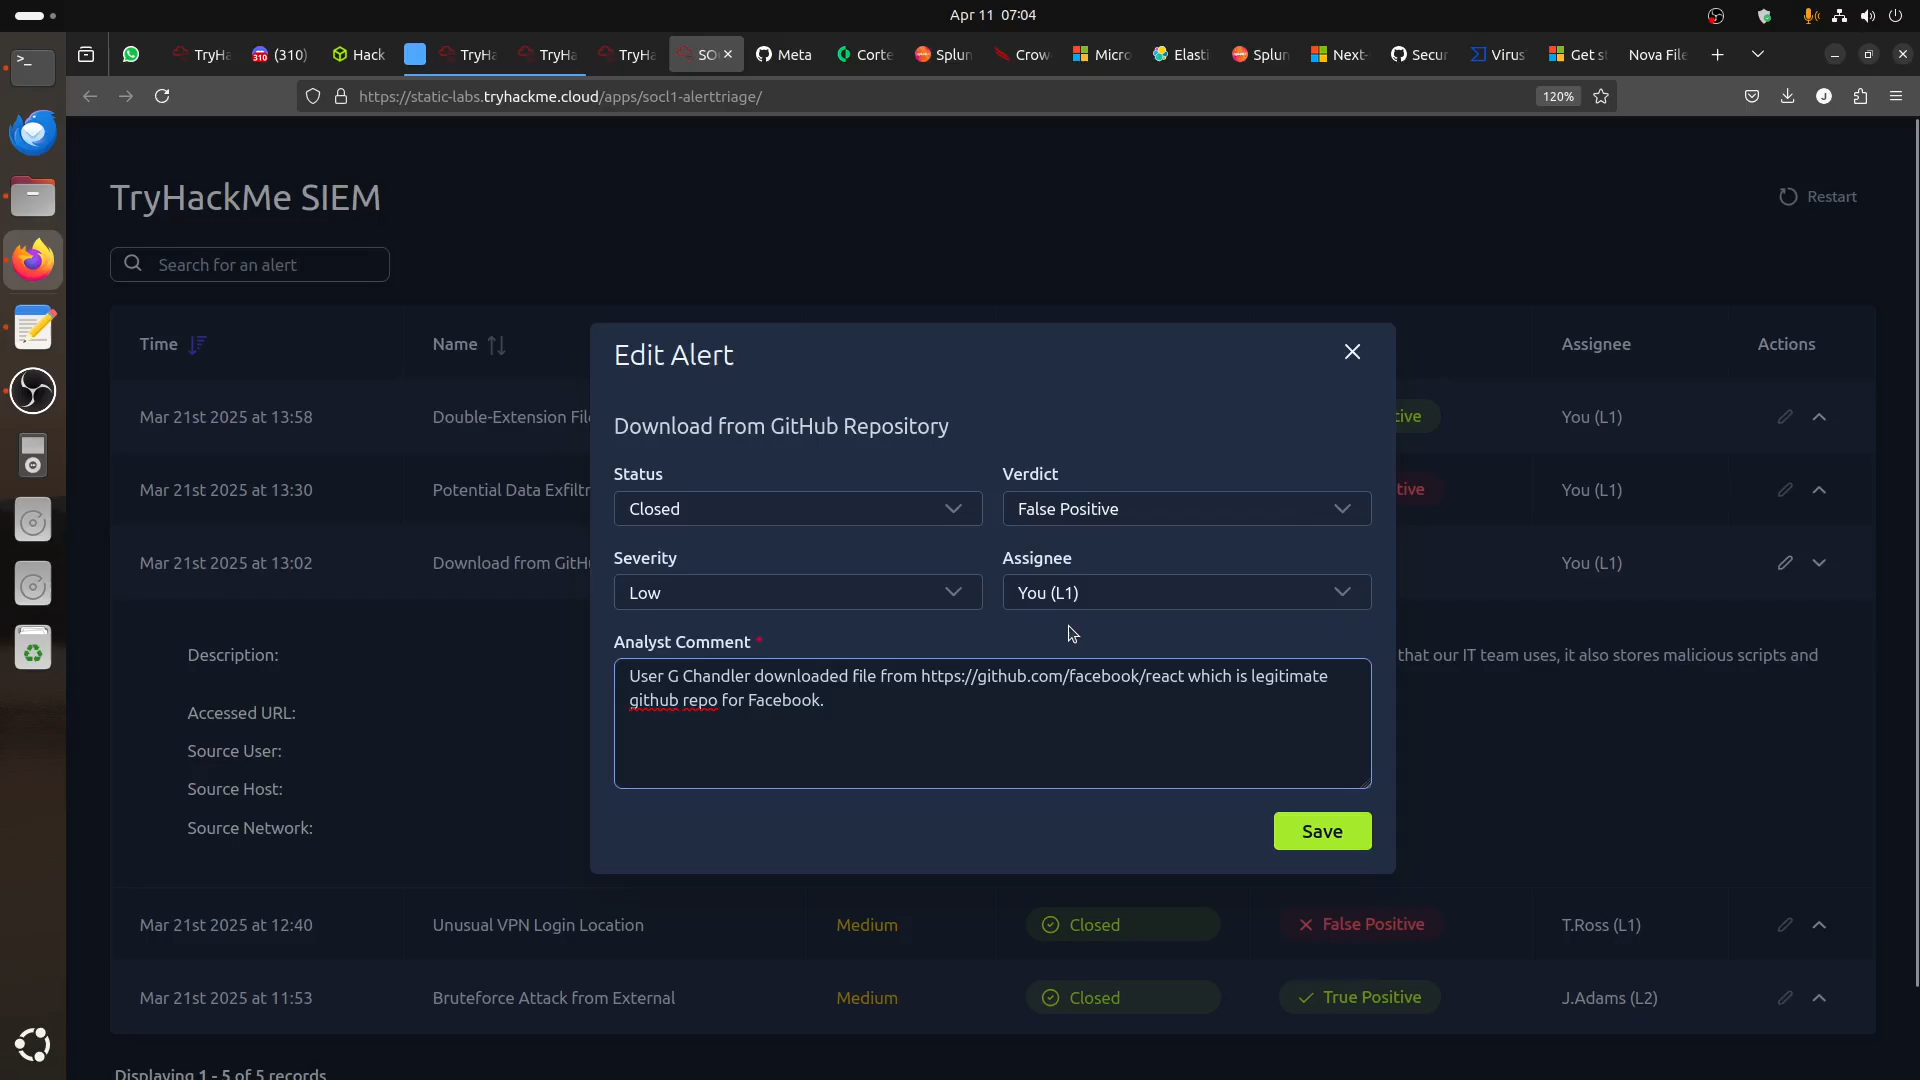 Apr 11 07:04
TryHa
(310)
Hack
TryHa
TryHa
TryHa
SO
Meta
Corte
Splun
Crow
Micro
Elasti
Splun
Next-
Secur
Virus
Get s
Nova File
https://static-labs.tryhackme.cloud/apps/socl1-alerttriage/
120%
TryHackMe SIEM
Restart
Search for an alert
Time
Name
Assignee
Actions
Edit Alert
Mar 21st 2025 at 13:58
Double-Extension Fil
tive
You (L1)
Download from GitHub Repository
Status
Verdict
Mar 21st 2025 at 13:30
Potential Data Exfiltr
tive
You (L1)
Closed
False Positive
Severity
Assignee
Mar 21st 2025 at 13:02
Download from GitH
You (L1)
Low
You (L1)
Analyst Comment *
Description:
that our IT team uses, it also stores malicious scripts and
User G Chandler downloaded file from https://github.com/facebook/react which is legitimate
github repo for Facebook.
Accessed URL:
Source User:
Source Host:
Source Network:
Save
Mar 21st 2025 at 12:40
Unusual VPN Login Location
Medium
Closed
False Positive
T.Ross (L1)
Mar 21st 2025 at 11:53
Bruteforce Attack from External
Medium
Closed
True Positive
J.Adams (L2)
Displaying 1 - 5 of 5 records